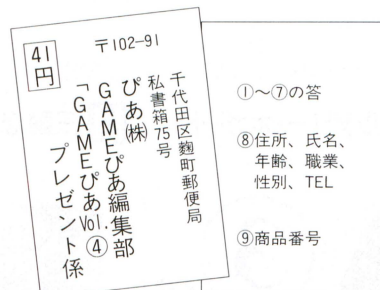 41
円
〒102-91
千代田区麹町郵便局
私書箱75号
ぴあ㈱
GAMEぴあ編集部
「GAMEぴあVol.④
プレゼント係
①～⑦の答
⑧住所、氏名、
年齢、職業、
性別、TEL
⑨商品番号